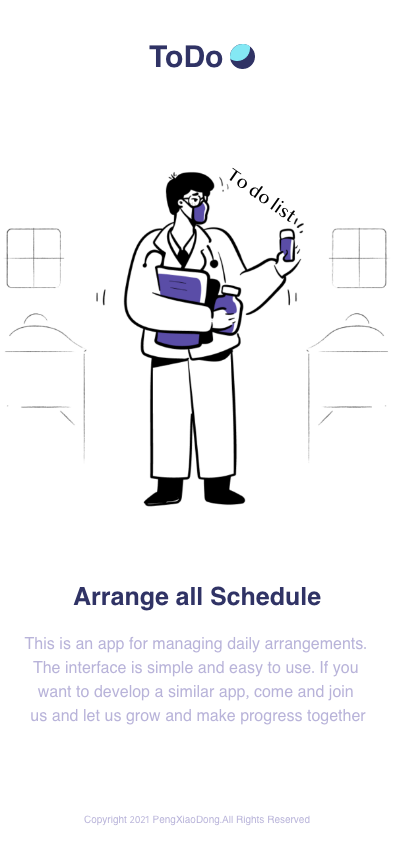 ToDo
To do list
Arrange all Schedule
This is an app for managing daily arrangements.
The interface is simple and easy to use. If you
want to develop a similar app, come and join
us and let us grow and make progress together
Copyright 2021 PengXiaoDong.All Rights Reserved